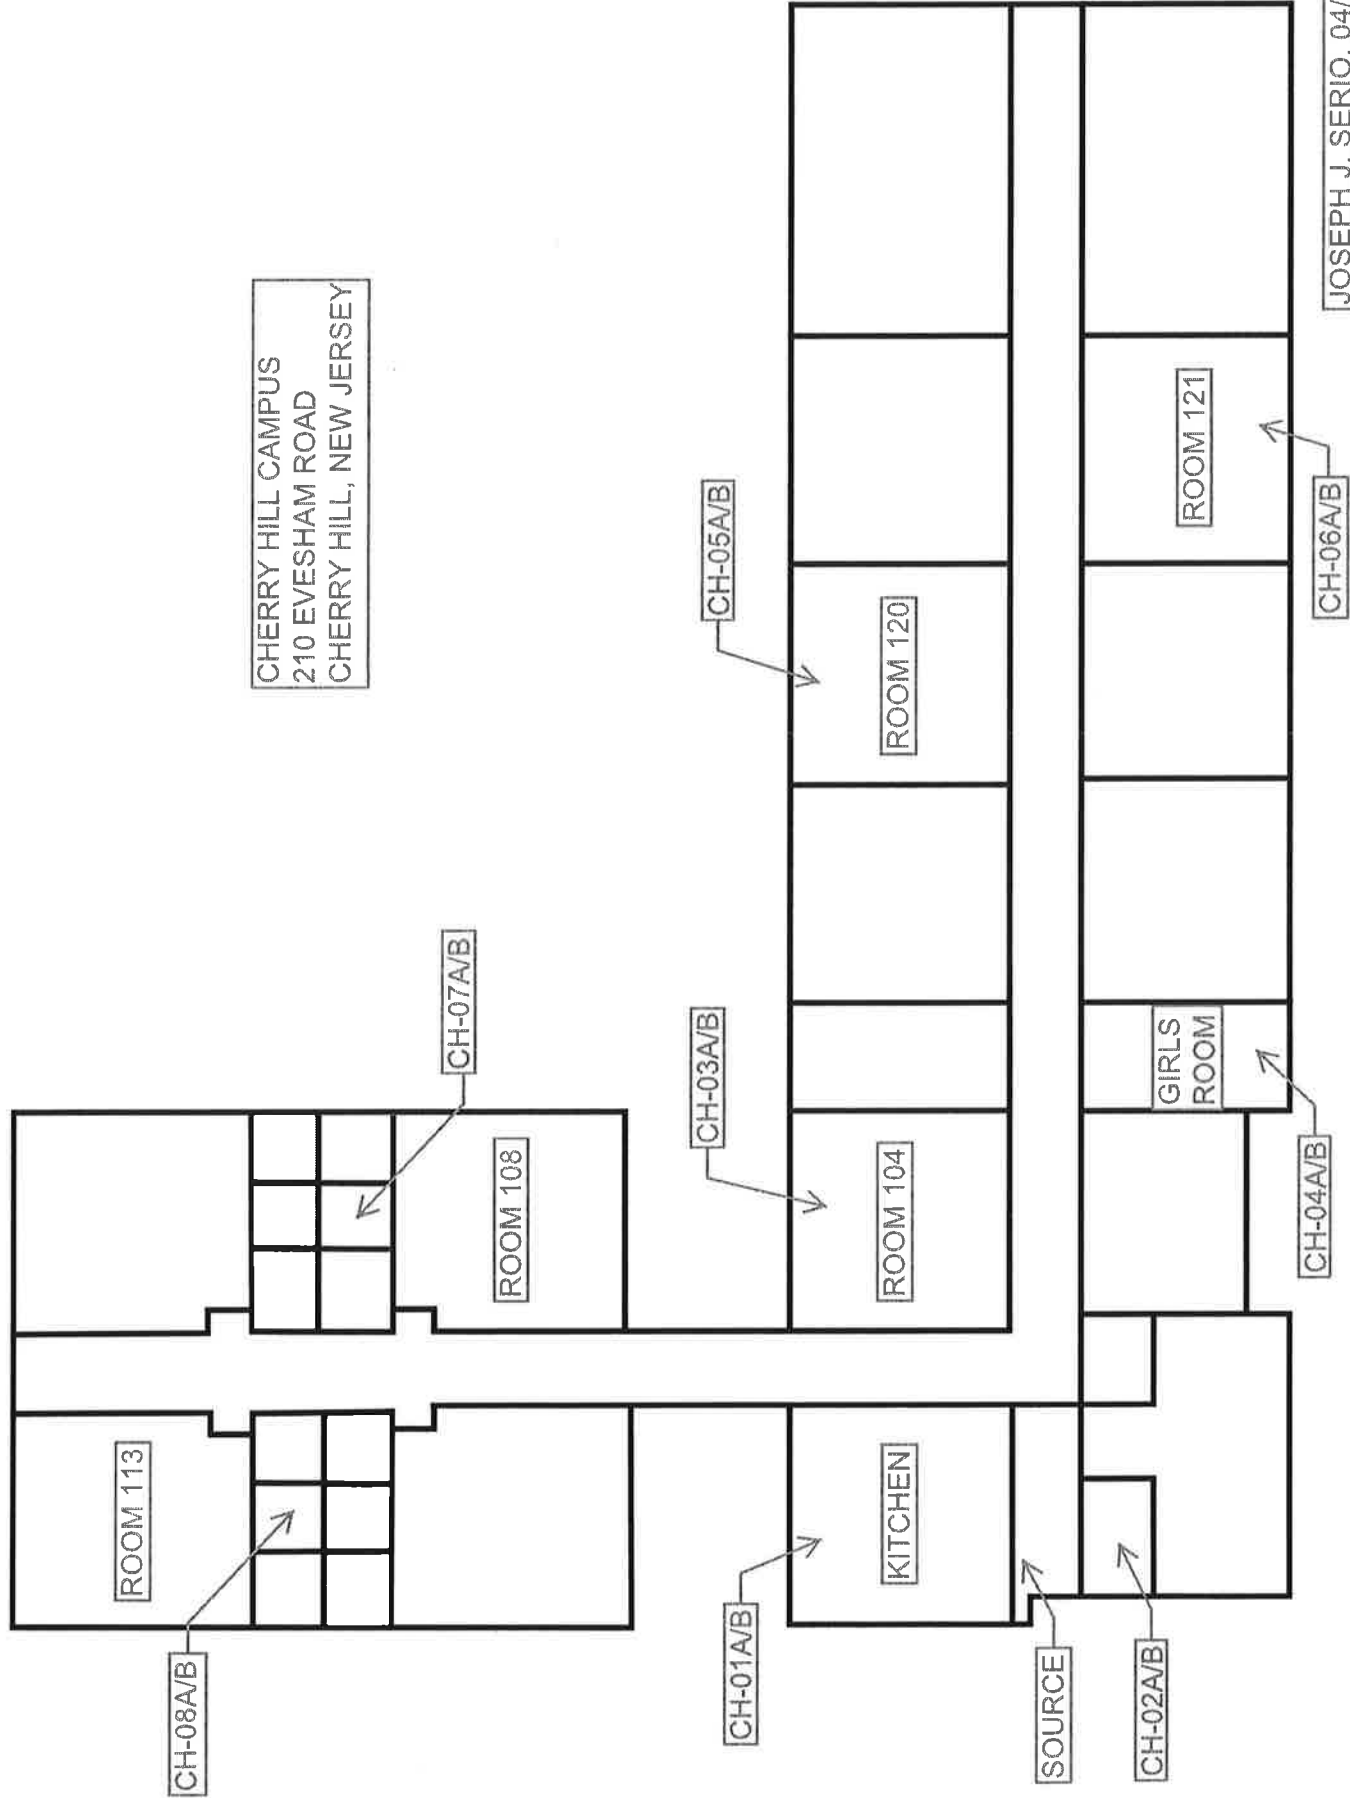 CHERRY HILL CAMPUS
210 EVESHAM ROAD
CHERRY HILL, NEW JERSEY
CH-08A/B
ROOM 113
CH-07A/B
ROOM 108
CH-01A/B
KITCHEN
SOURCE
CH-02A/B
CH-03A/B
ROOM 104
GIRLS
ROOM
CH-04A/B
CH-05A/B
ROOM 120
ROOM 121
CH-06A/B
JOSEPH J. SERIO, 04/